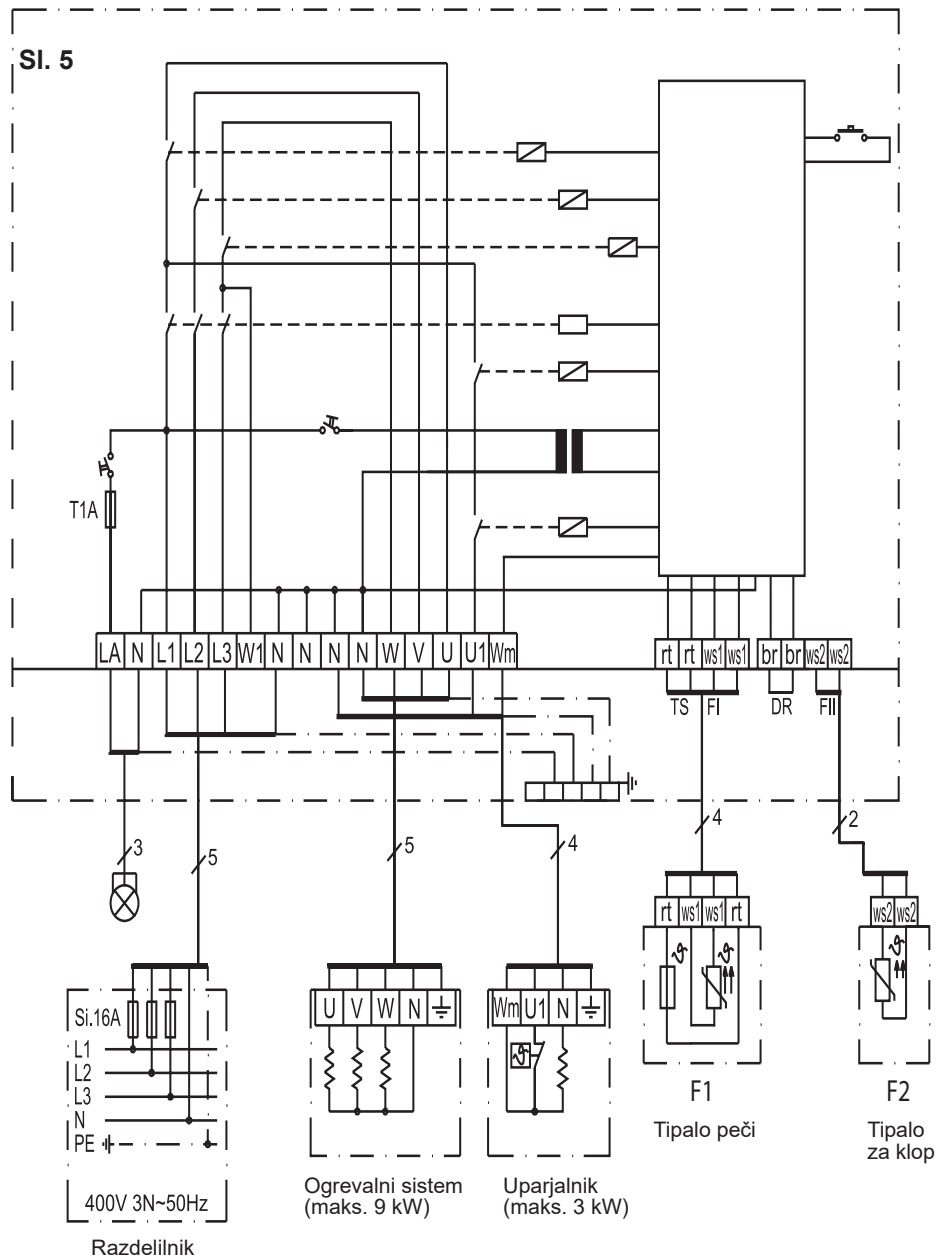 Sl. 5
T1A
LA N L1 L2 L3 W1 N N N N W V U U1 Wm
rt rt ws1 ws1 br br ws2 ws2
TS FI DR FII
3 5 5 4 4 2
rt ws1 ws1 rt
ws2 ws2
U V W N
Wm U1 N
Si.16A
L1
L2
L3
N
PE
400V 3N~50Hz
Razdelilnik
Ogrevalni sistem
(maks. 9 kW)
Uparjalnik
(maks. 3 kW)
F1
Tipalo peči
F2
Tipalo
za klop
ϑ
ϑ
ϑ
ϑ